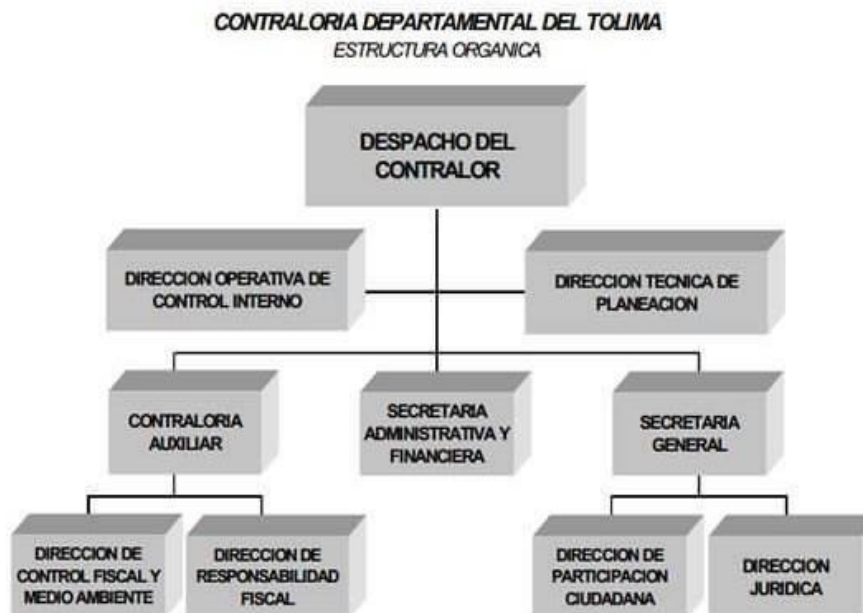 CONTRALORIA DEPARTAMENTAL DEL TOLIMA
ESTRUCTURA ORGANICA
DESPACHO DEL
CONTRALOR
DIRECCION OPERATIVA DE
CONTROL INTERNO
DIRECCION TECNICA DE
PLANEACION
CONTRALORIA
AUXILIAR
SECRETARIA
ADMINISTRATIVA Y
FINANCIERA
SECRETARIA
GENERAL
DIRECCION DE
CONTROL FISCAL Y
MEDIO AMBIENTE
DIRECCION DE
RESPONSABILIDAD
FISCAL
DIRECCION DE
PARTICIPACION
CIUDADANA
DIRECCION
JURIDICA